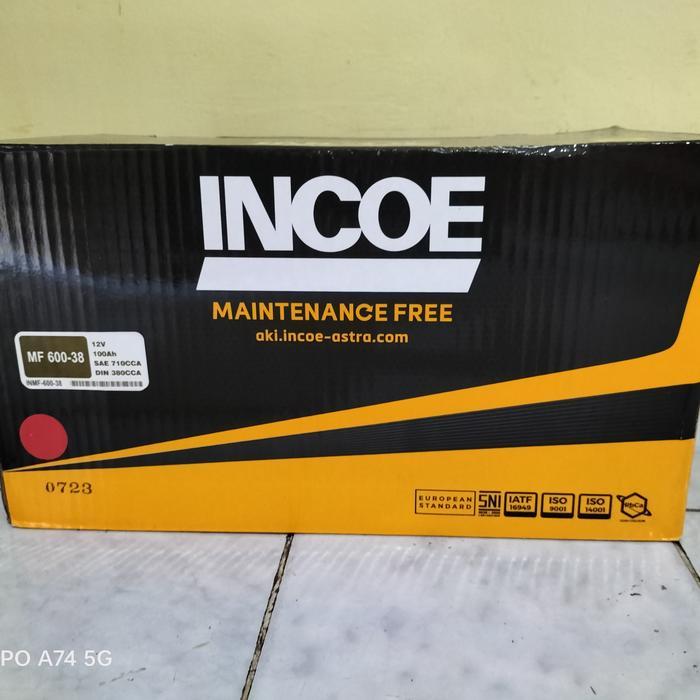 INCOE
MAINTENANCE FREE
aki.incoe-astra.com
MF 600-38
12V
100Ah
SAE 710CCA
DIN 380CCA
INMF-600-38
0723
EUROPEAN
STANDARD
SNI
IATF
16949
ISO
9001
ISO
14001
PbCa
PO A74 5G